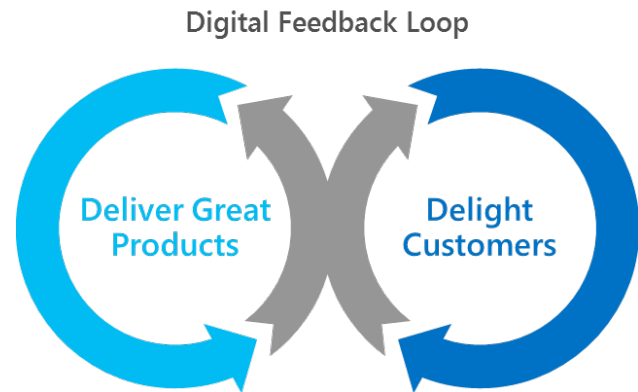 Digital Feedback Loop
Deliver Great
Products
Delight
Customers